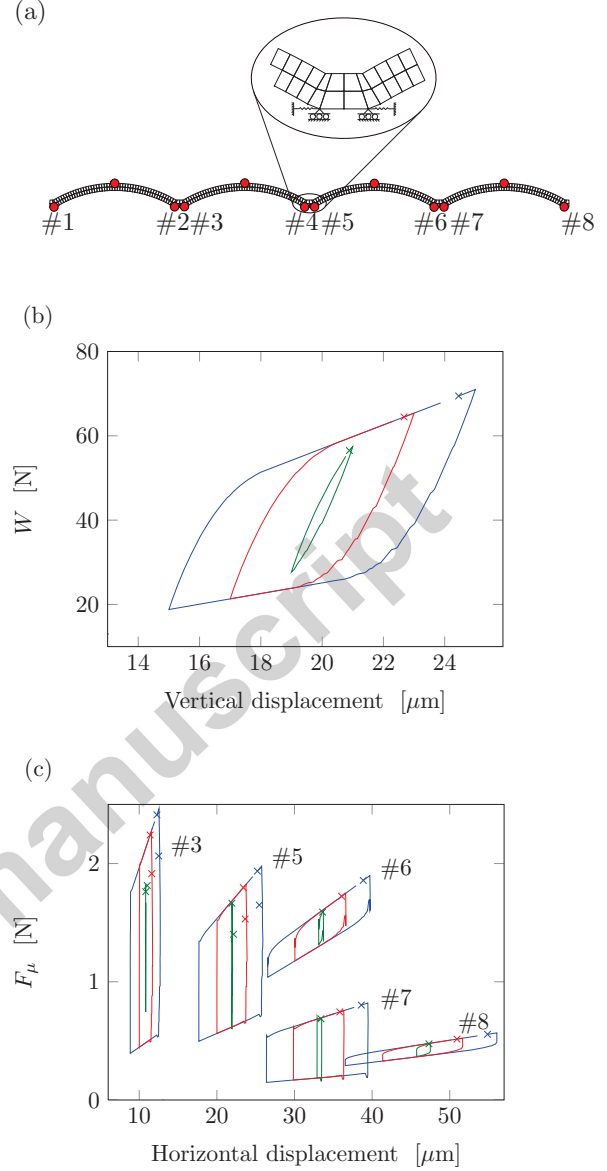 (a)
#1 #2 #3 #4 #5 #6 #7 #8
(b)
80
60
40
20
W [N]
14 16 18 20 22 24
Vertical displacement [μm]
manuscript
(c)
2
1
0
F_μ [N]
#3
#5
#6
#7
#8
10 20 30 40 50
Horizontal displacement [μm]